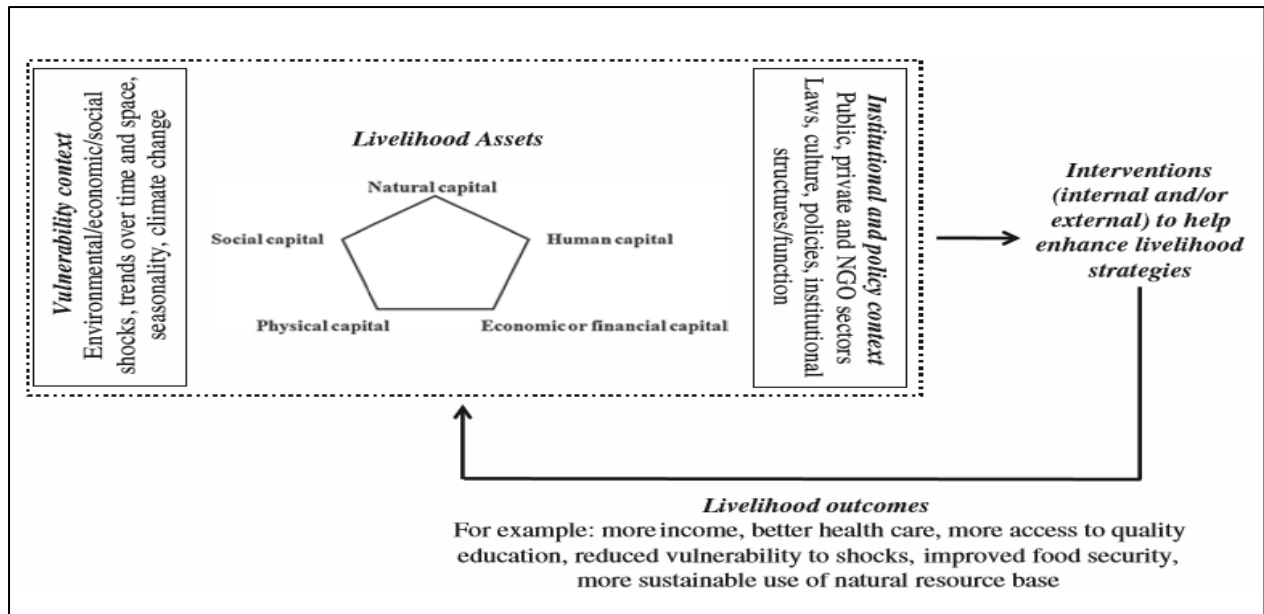 Vulnerability context
Environmental/economic/social
shocks, trends over time and space,
seasonality, climate change
Livelihood Assets
Natural capital
Social capital
Human capital
Physical capital
Economic or financial capital
Institutional and policy context
Public, private and NGO sectors
Laws, culture, policies, institutional
structures/function
Interventions
(internal and/or
external) to help
enhance livelihood
strategies
Livelihood outcomes
For example: more income, better health care, more access to quality
education, reduced vulnerability to shocks, improved food security,
more sustainable use of natural resource base